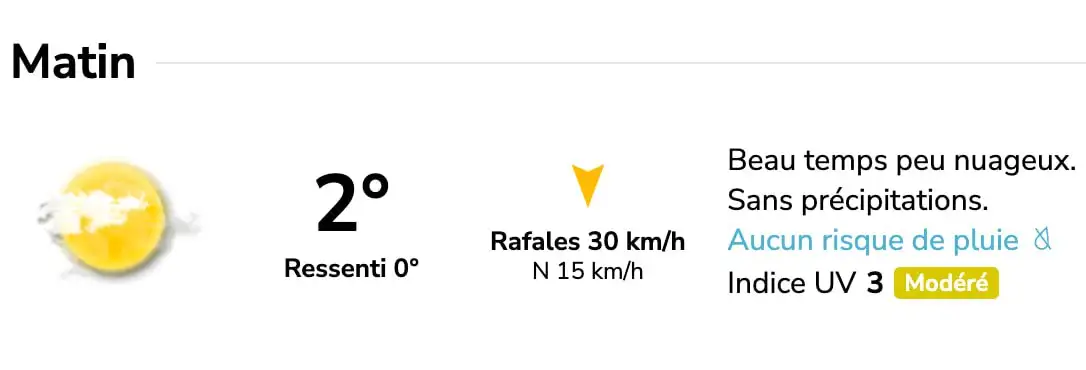 Matin
2°
Ressenti 0°
Rafales 30 km/h
N 15 km/h
Beau temps peu nuageux.
Sans précipitations.
Aucun risque de pluie
Indice UV 3 Modéré